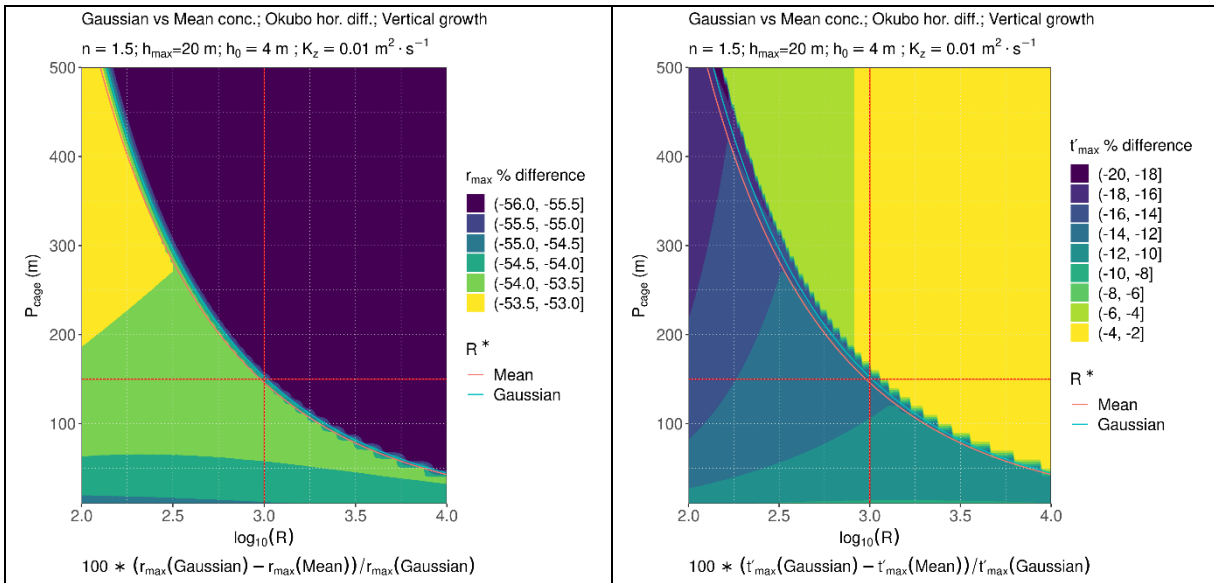 Gaussian vs Mean conc.; Okubo hor. diff.; Vertical growth
n = 1.5; hmax=20 m; h0 = 4 m ; Kz = 0.01 m² · s⁻¹
500
400
300
200
100
Pcage (m)
2.0 2.5 3.0 3.5 4.0
log10(R)
100 * (rmax(Gaussian) − rmax(Mean))/rmax(Gaussian)
rmax % difference
(-56.0, -55.5]
(-55.5, -55.0]
(-55.0, -54.5]
(-54.5, -54.0]
(-54.0, -53.5]
(-53.5, -53.0]
R *
Mean
Gaussian
Gaussian vs Mean conc.; Okubo hor. diff.; Vertical growth
n = 1.5; hmax=20 m; h0 = 4 m ; Kz = 0.01 m² · s⁻¹
500
400
300
200
100
Pcage (m)
2.0 2.5 3.0 3.5 4.0
log10(R)
100 * (t′max(Gaussian) − t′max(Mean))/t′max(Gaussian)
t′max % difference
(-20, -18]
(-18, -16]
(-16, -14]
(-14, -12]
(-12, -10]
(-10, -8]
(-8, -6]
(-6, -4]
(-4, -2]
R *
Mean
Gaussian